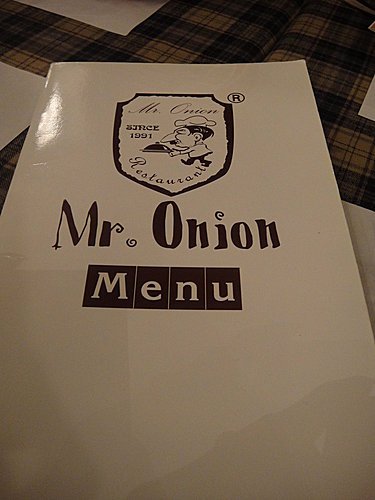 ®
Mr. Onion
SINCE
1991
Restaurant
Mr. Onion
Menu